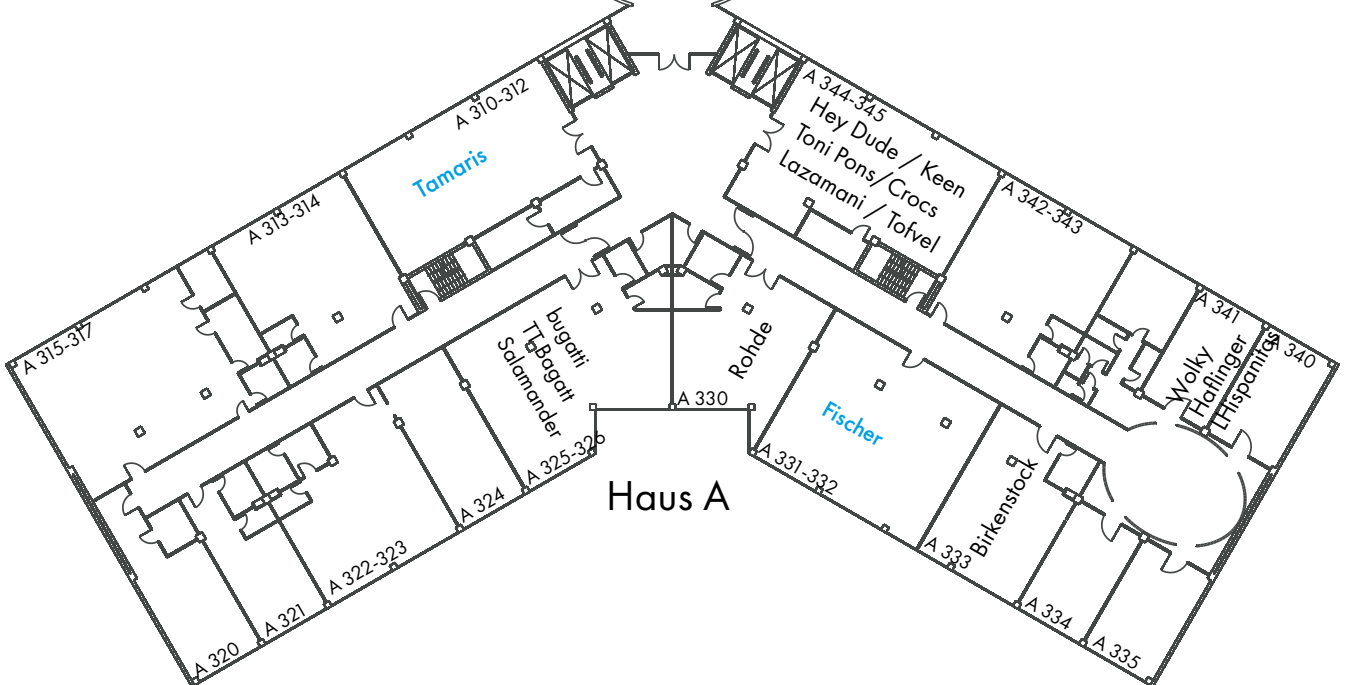 A 310-312
Tamaris
A 313-314
A 315-317
A 344-345
Hey Dude / Keen
Toni Pons/Crocs
Lazamani / Tofvel
A 342-343
A 341
A 340
Wolky
Haflinger
LHispanitas
bugatti
TT.Bagatt
Salamander
Rohde
A 330
Fischer
A 325-326
A 324
A 322-323
A 321
A 320
Haus A
A 331-332
A 333
Birkenstock
A 334
A 335